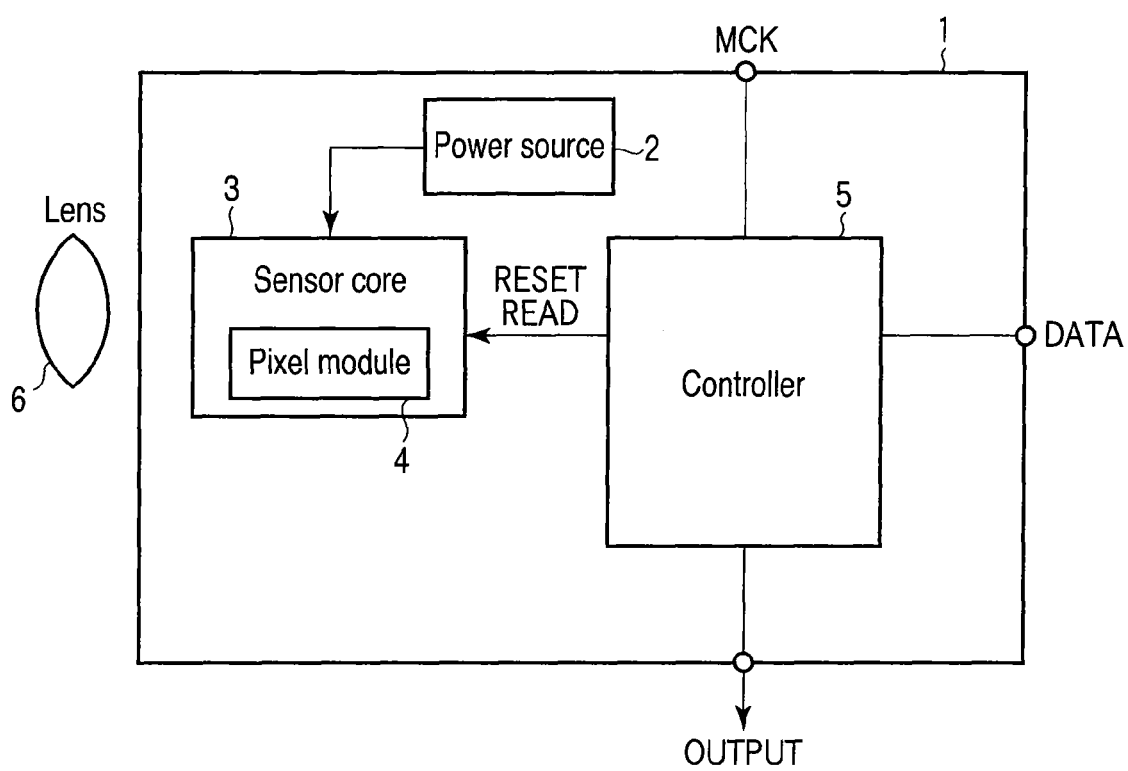 MCK
1
Power source
2
3
5
Lens
Sensor core
RESET
READ
DATA
Pixel module
Controller
6
4
OUTPUT